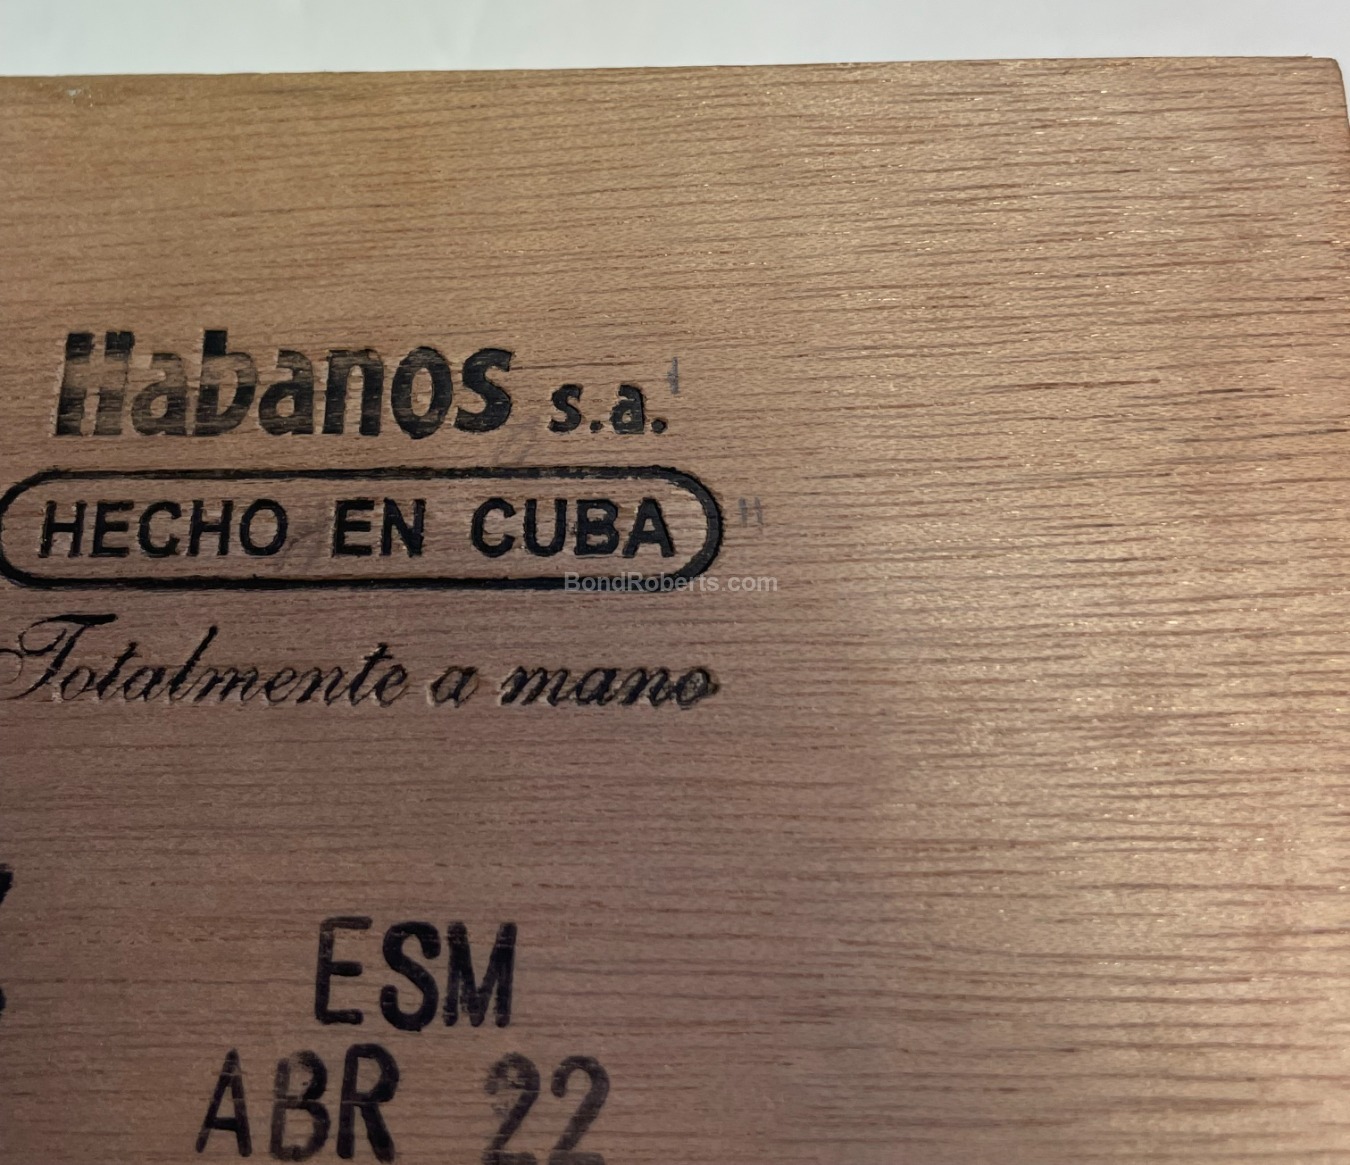 Habanos s.a.
HECHO EN CUBA
BondRoberts.com
Totalmente a mano
ESM
ABR 22